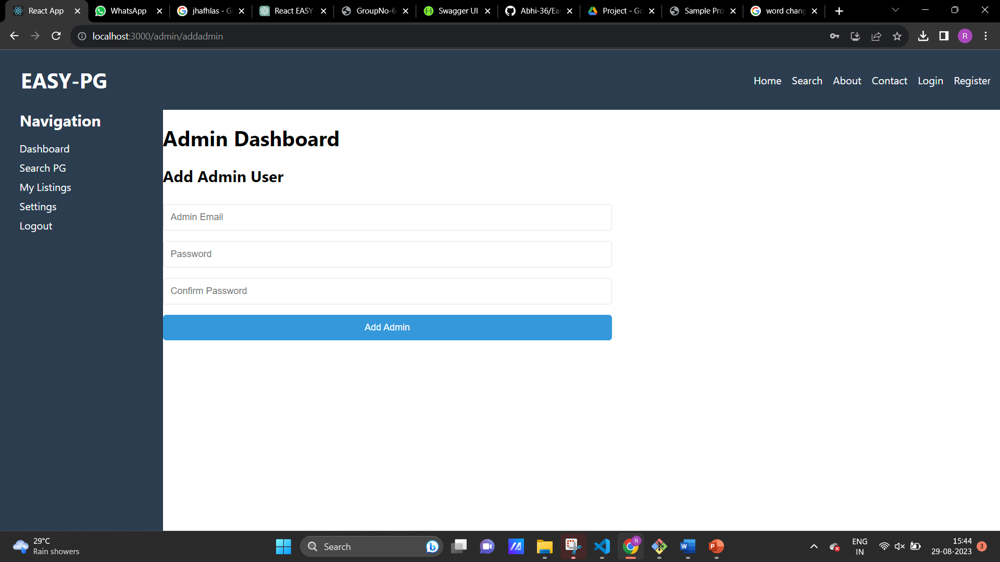 React App
WhatsApp
jhafhlas - G
React EASY-
GroupNo-6-
Swagger UI
Abhi-36/Eas
Project - Go
Sample Pro
word chang
localhost:3000/admin/addadmin
R
EASY-PG
Home Search About Contact Login Register
Navigation
Dashboard
Search PG
My Listings
Settings
Logout
Admin Dashboard
Add Admin User
Admin Email
Password
Confirm Password
Add Admin
29°C
Rain showers
Search
R
W
P
ENG
IN
15:44
29-08-2023
3